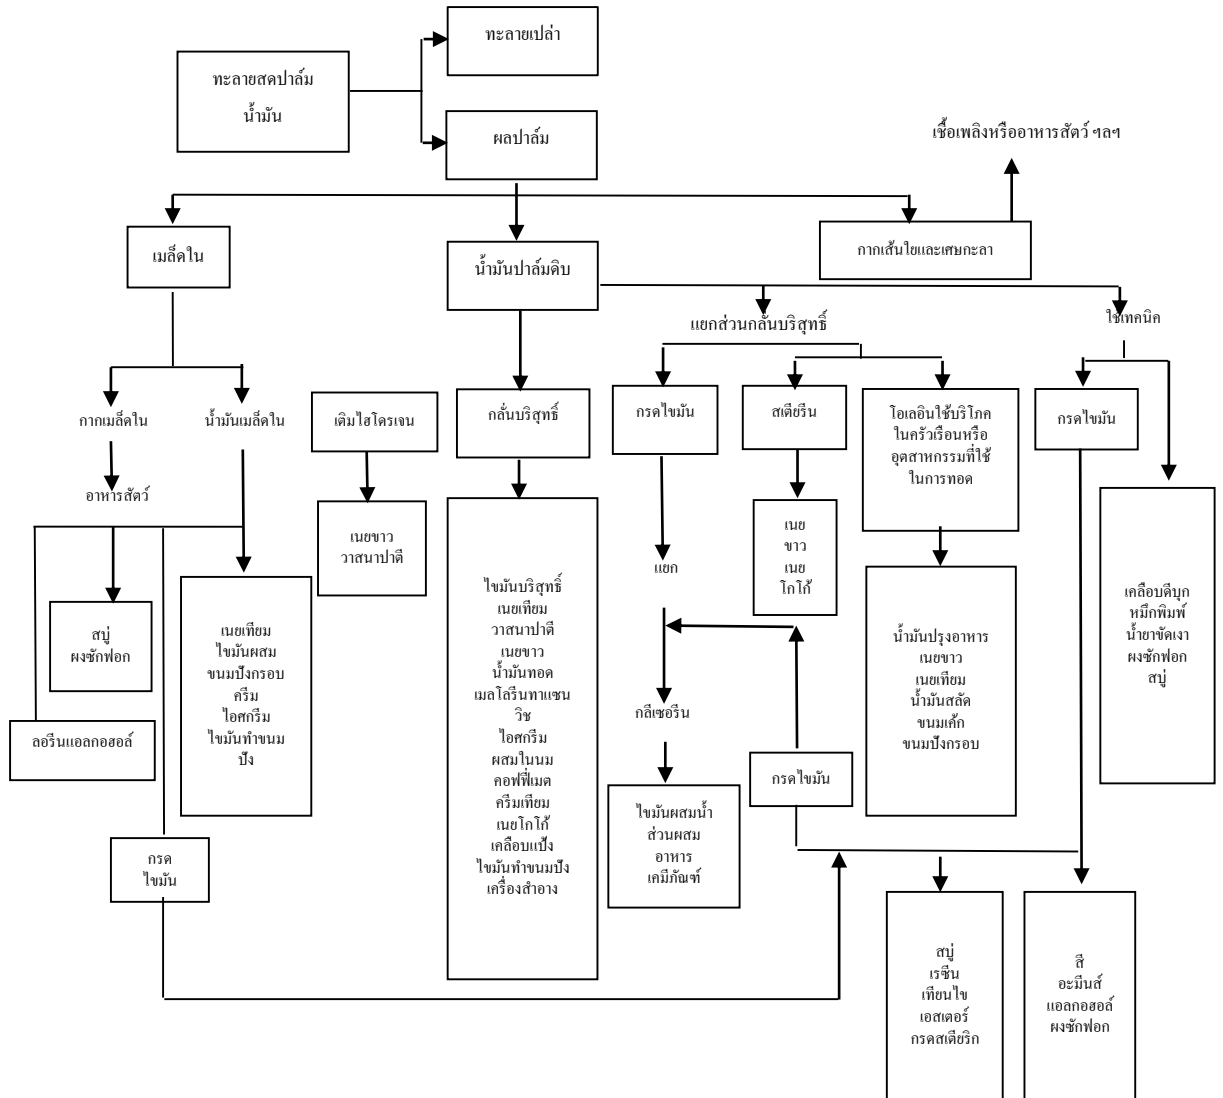 ทะลายเปล่า
ทะลายสดปาล์ม
น้ำมัน
ผลปาล์ม
เชื้อเพลิงหรืออาหารสัตว์ ฯลฯ
เมล็ดใน
น้ำมันปาล์มดิบ
กากเส้นใยและเศษกะลา
แยกส่วนกลั่นบริสุทธิ์
ใช้เทคนิค
กากเมล็ดใน
น้ำมันเมล็ดใน
เติมไฮโดรเจน
กลั่นบริสุทธิ์
กรดไขมัน
สเตียรีน
โอเลอินใช้บริโภค
ในครัวเรือนหรือ
อุตสาหกรรมที่ใช้
ในการทอด
กรดไขมัน
อาหารสัตว์
เนยขาว
วาสนาปาตี
ไขมันบริสุทธิ์
เนยเทียม
วาสนาปาตี
เนยขาว
น้ำมันทอด
เมลโลรีนทาแซน
วิช
ไอศกรีม
ผสมในนม
คอฟฟี่เมต
ครีมเทียม
เนยโกโก้
เคลือบแป้ง
ไขมันทำขนมปัง
เครื่องสำอาง
แยก
เนย
ขาว
เนย
โกโก้
น้ำมันปรุงอาหาร
เนยขาว
เนยเทียม
น้ำมันสลัด
ขนมเค้ก
ขนมปังกรอบ
เคลือบดีบุก
หมึกพิมพ์
น้ำยาขัดเงา
ผงซักฟอก
สบู่
สบู่
ผงซักฟอก
เนยเทียม
ไขมันผสม
ขนมปังกรอบ
ครีม
ไอศกรีม
ไขมันทำขนม
ปัง
ลอรีนแอลกอฮอล์
กลีเซอรีน
กรดไขมัน
ไขมันผสมน้ำ
ส่วนผสม
อาหาร
เคมีภัณฑ์
กรด
ไขมัน
สบู่
เรซีน
เทียนไข
เอสเตอร์
กรดสเตียริก
สี
อะมีนส์
แอลกอฮอล์
ผงซักฟอก